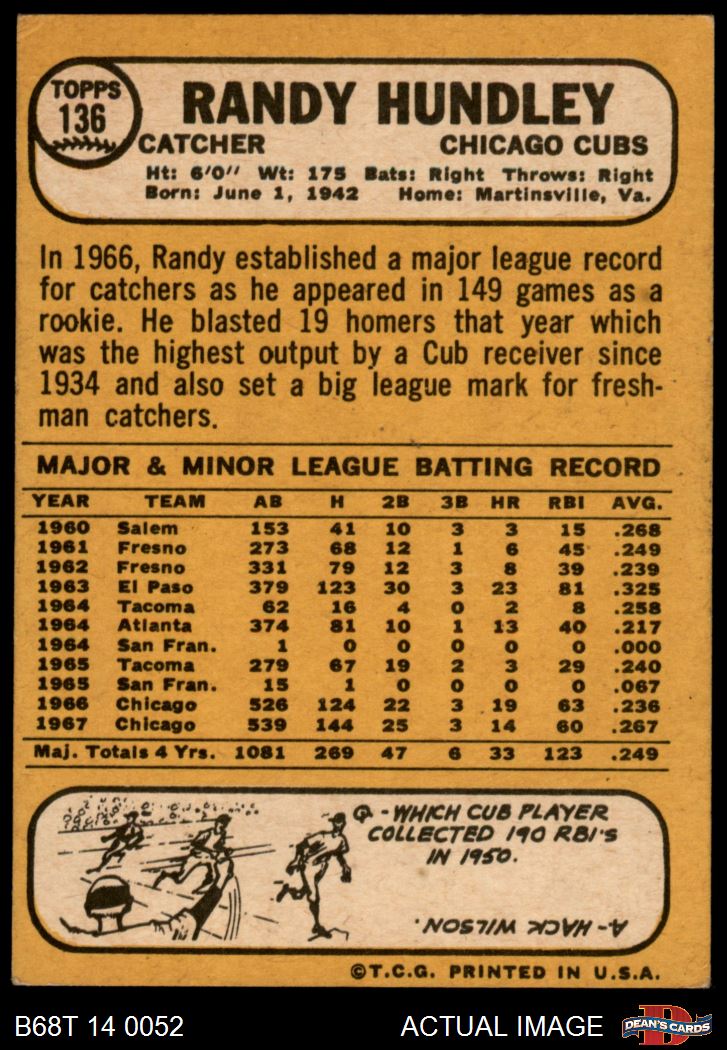 TOPPS
136
RANDY HUNDLEY
CATCHER CHICAGO CUBS
Ht: 6'0" Wt: 175 Bats: Right Throws: Right
Born: June 1, 1942 Home: Martinsville, Va.
In 1966, Randy established a major league record
for catchers as he appeared in 149 games as a
rookie. He blasted 19 homers that year which
was the highest output by a Cub receiver since
1934 and also set a big league mark for fresh-
man catchers.
MAJOR & MINOR LEAGUE BATTING RECORD
YEAR TEAM AB H 2B 3B HR RBI AVG.
1960 Salem 153 41 10 3 3 15 .268
1961 Fresno 273 68 12 1 6 45 .249
1962 Fresno 331 79 12 3 8 39 .239
1963 El Paso 379 123 30 3 23 81 .325
1964 Tacoma 62 16 4 0 2 8 .258
1964 Atlanta 374 81 10 1 13 40 .217
1964 San Fran. 1 0 0 0 0 0 .000
1965 Tacoma 279 67 19 2 3 29 .240
1965 San Fran. 15 1 0 0 0 0 .067
1966 Chicago 526 124 22 3 19 63 .236
1967 Chicago 539 144 25 3 14 60 .267
Maj. Totals 4 Yrs. 1081 269 47 6 33 123 .249
Q - WHICH CUB PLAYER
COLLECTED 190 RBI'S
IN 1950.
A- HACK WILSON.
©T.C.G. PRINTED IN U.S.A.
B68T 14 0052 ACTUAL IMAGE
D
DEAN'S CARDS